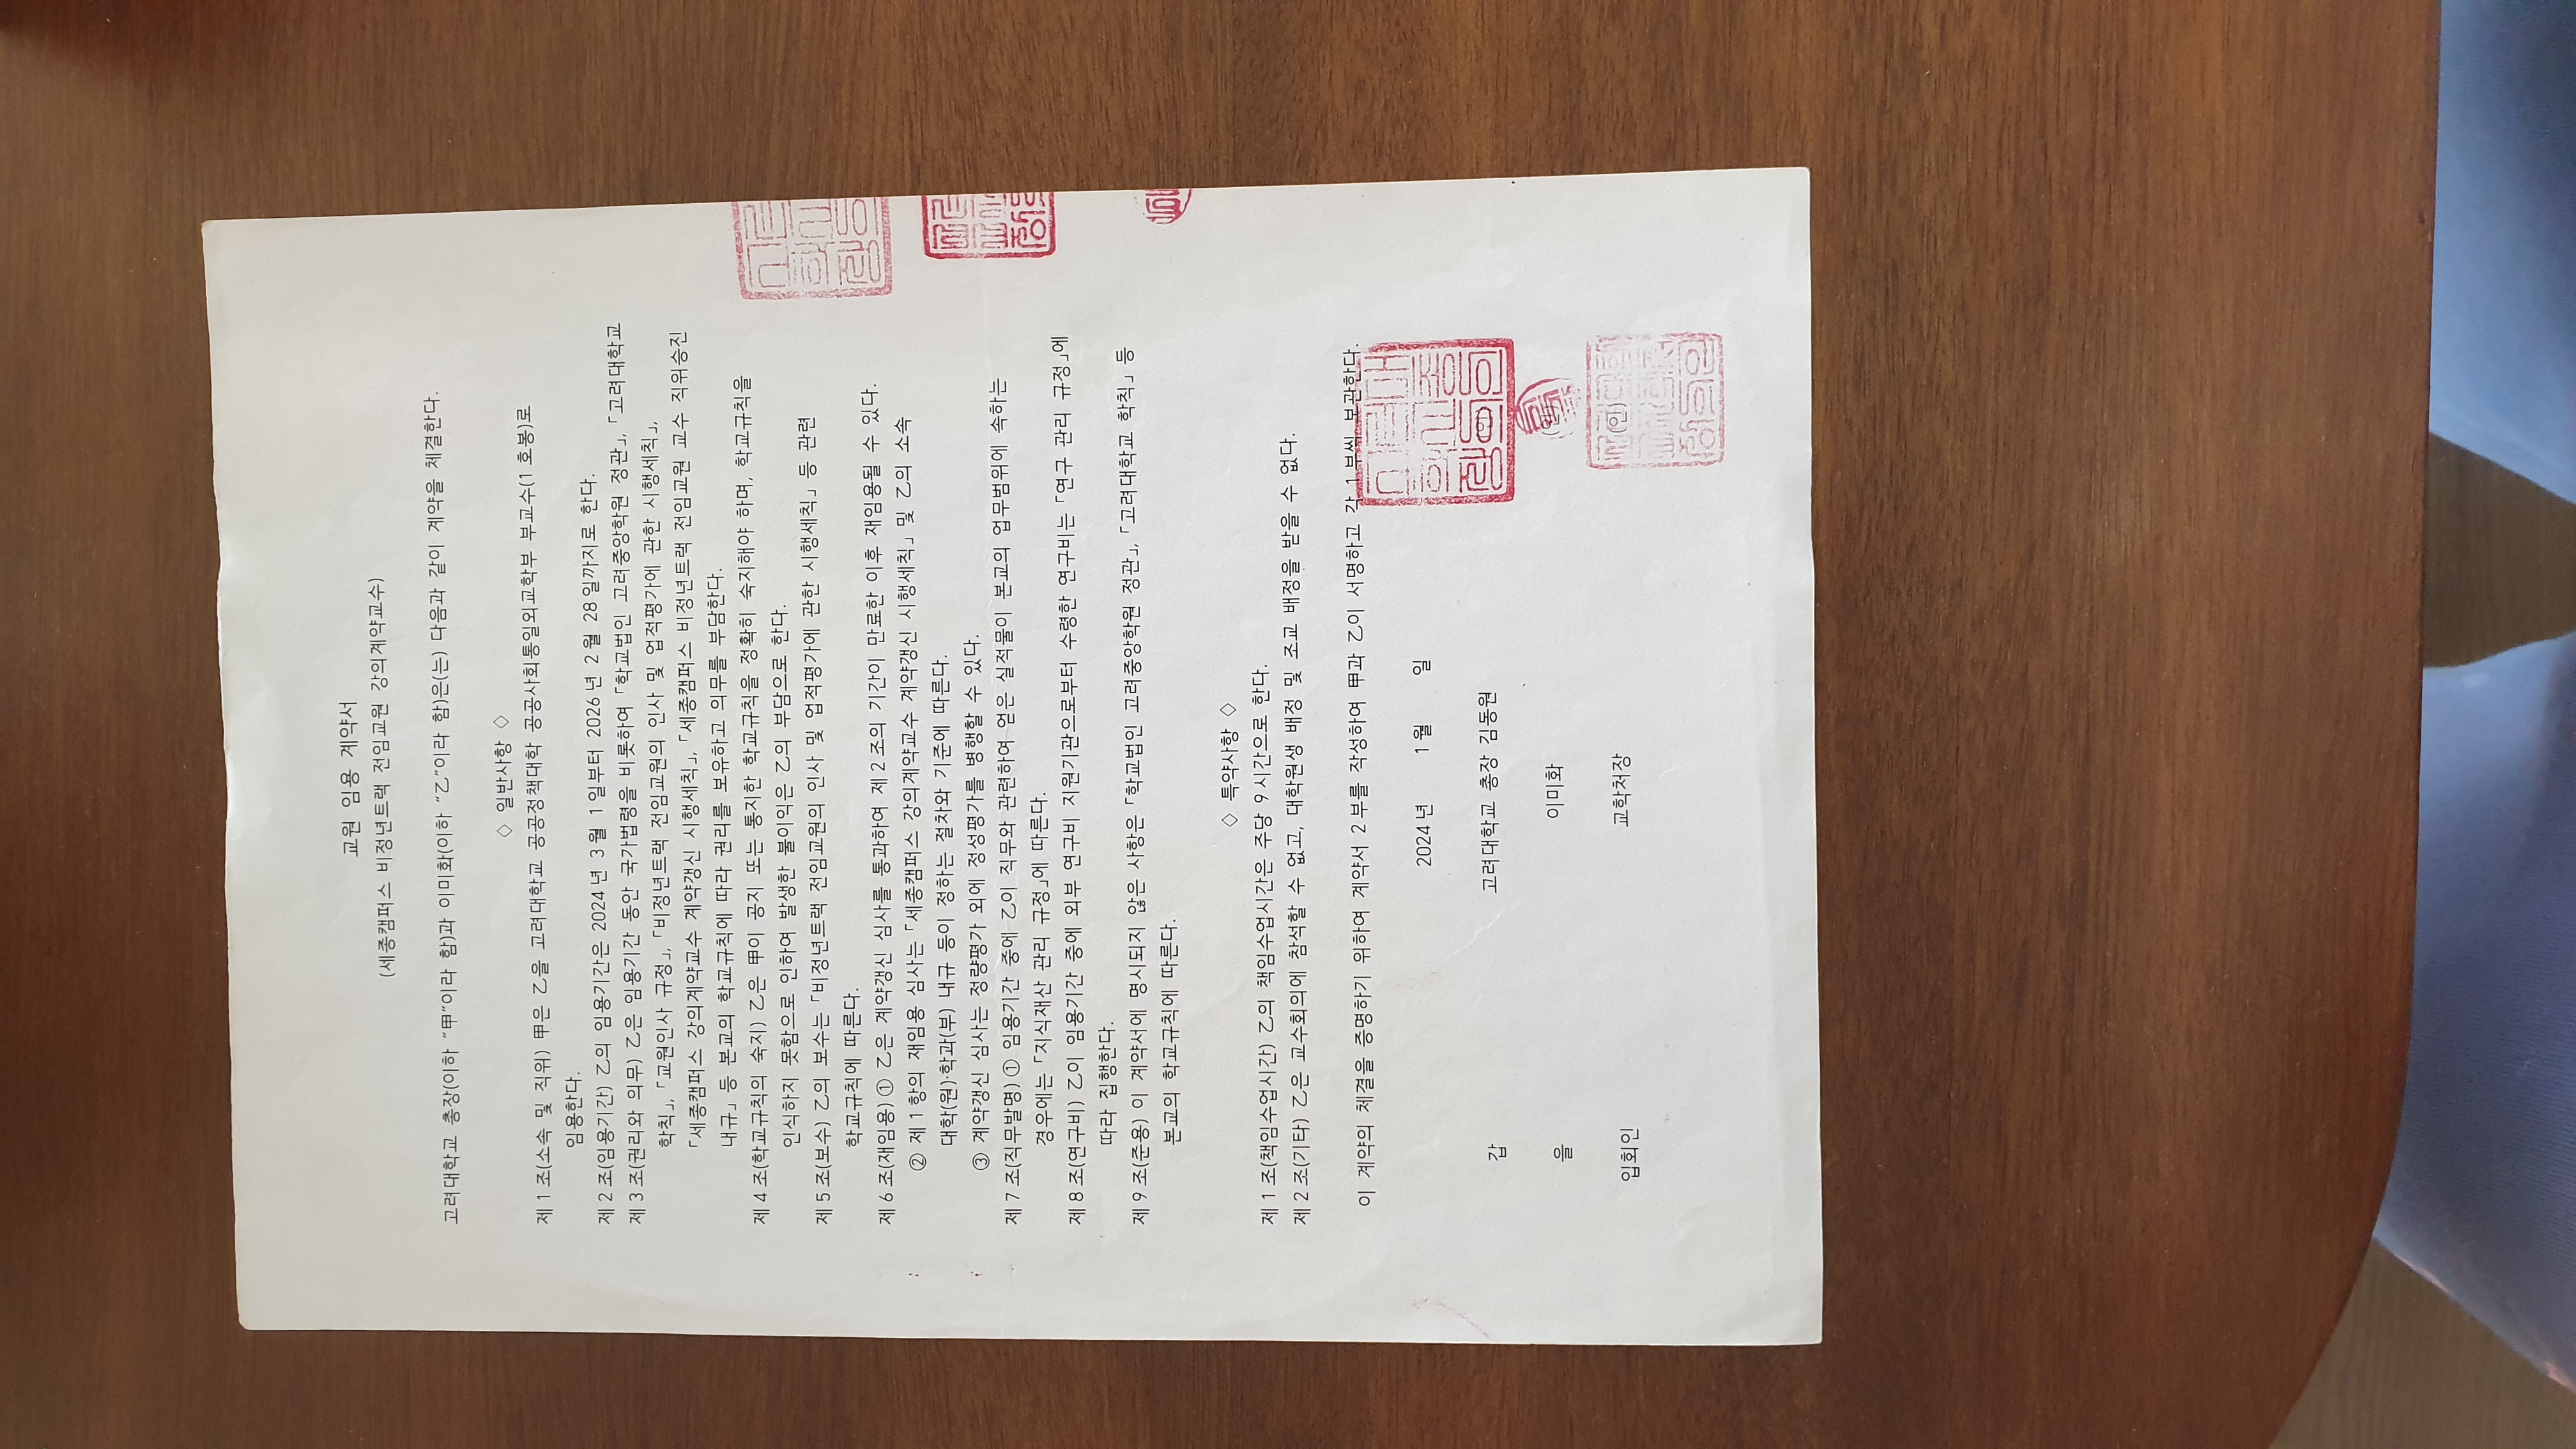 교원 임용 계약서
(세종캠퍼스 비정년트랙 전임교원 강의계약교수)
고려대학교 총장(이하 "甲"이라 함)과 이미화(이하 "乙"이라 함)은(는) 다음과 같이 계약을 체결한다.
◇ 일반사항 ◇
제 1 조(소속 및 직위) 甲은 乙을 고려대학교 공공정책대학 공공사회통일외교학부 부교수(1 호봉)로
임용한다.
제 2 조(임용기간) 乙의 임용기간은 2024 년 3 월 1 일부터 2026 년 2 월 28 일까지로 한다.
제 3 조(권리와 의무) 乙은 임용기간 동안 국가법령을 비롯하여 「학교법인 고려중앙학원 정관」, 「고려대학교
학칙」, 「교원인사 규정」, 「비정년트랙 전임교원의 인사 및 업적평가에 관한 시행세칙」,
「세종캠퍼스 강의계약교수 계약갱신 시행세칙」, 「세종캠퍼스 비정년트랙 전임교원 교수 직위승진
내규」 등 본교의 학교규칙에 따라 권리를 보유하고 의무를 부담한다.
제 4 조(학교규칙의 숙지) 乙은 甲이 공지 또는 통지한 학교규칙을 정확히 숙지해야 하며, 학교규칙을
인식하지 못함으로 인하여 발생한 불이익은 乙의 부담으로 한다.
제 5 조(보수) 乙의 보수는 「비정년트랙 전임교원의 인사 및 업적평가에 관한 시행세칙」 등 관련
학교규칙에 따른다.
제 6 조(재임용) ① 乙은 계약갱신 심사를 통과하여 제 2 조의 기간이 만료한 이후 재임용될 수 있다.
② 제 1 항의 재임용 심사는 「세종캠퍼스 강의계약교수 계약갱신 시행세칙」 및 乙의 소속
대학(원)·학과(부) 내규 등이 정하는 절차와 기준에 따른다.
③ 계약갱신 심사는 정량평가 외에 정성평가를 병행할 수 있다.
제 7 조(직무발명) ① 임용기간 중에 乙이 직무와 관련하여 얻은 실적물이 본교의 업무범위에 속하는
경우에는 「지식재산 관리 규정」에 따른다.
제 8 조(연구비) 乙이 임용기간 중에 외부 연구비 지원기관으로부터 수령한 연구비는 「연구 관리 규정」에
따라 집행한다.
제 9 조(준용) 이 계약서에 명시되지 않은 사항은 「학교법인 고려중앙학원 정관」, 「고려대학교 학칙」 등
본교의 학교규칙에 따른다.
◇ 특약사항 ◇
제 1 조(책임수업시간) 乙의 책임수업시간은 주당 9 시간으로 한다.
제 2 조(기타) 乙은 교수회의에 참석할 수 없고, 대학원생 배정 및 조교 배정을 받을 수 없다.
이 계약의 체결을 증명하기 위하여 계약서 2 부를 작성하여 甲과 乙이 서명하고 각 1 부씩 보관한다.
2024 년 1 월 일
갑 고려대학교 총장 김동원 (인)
을 이미화 (인)
입회인 교학처장 (인)